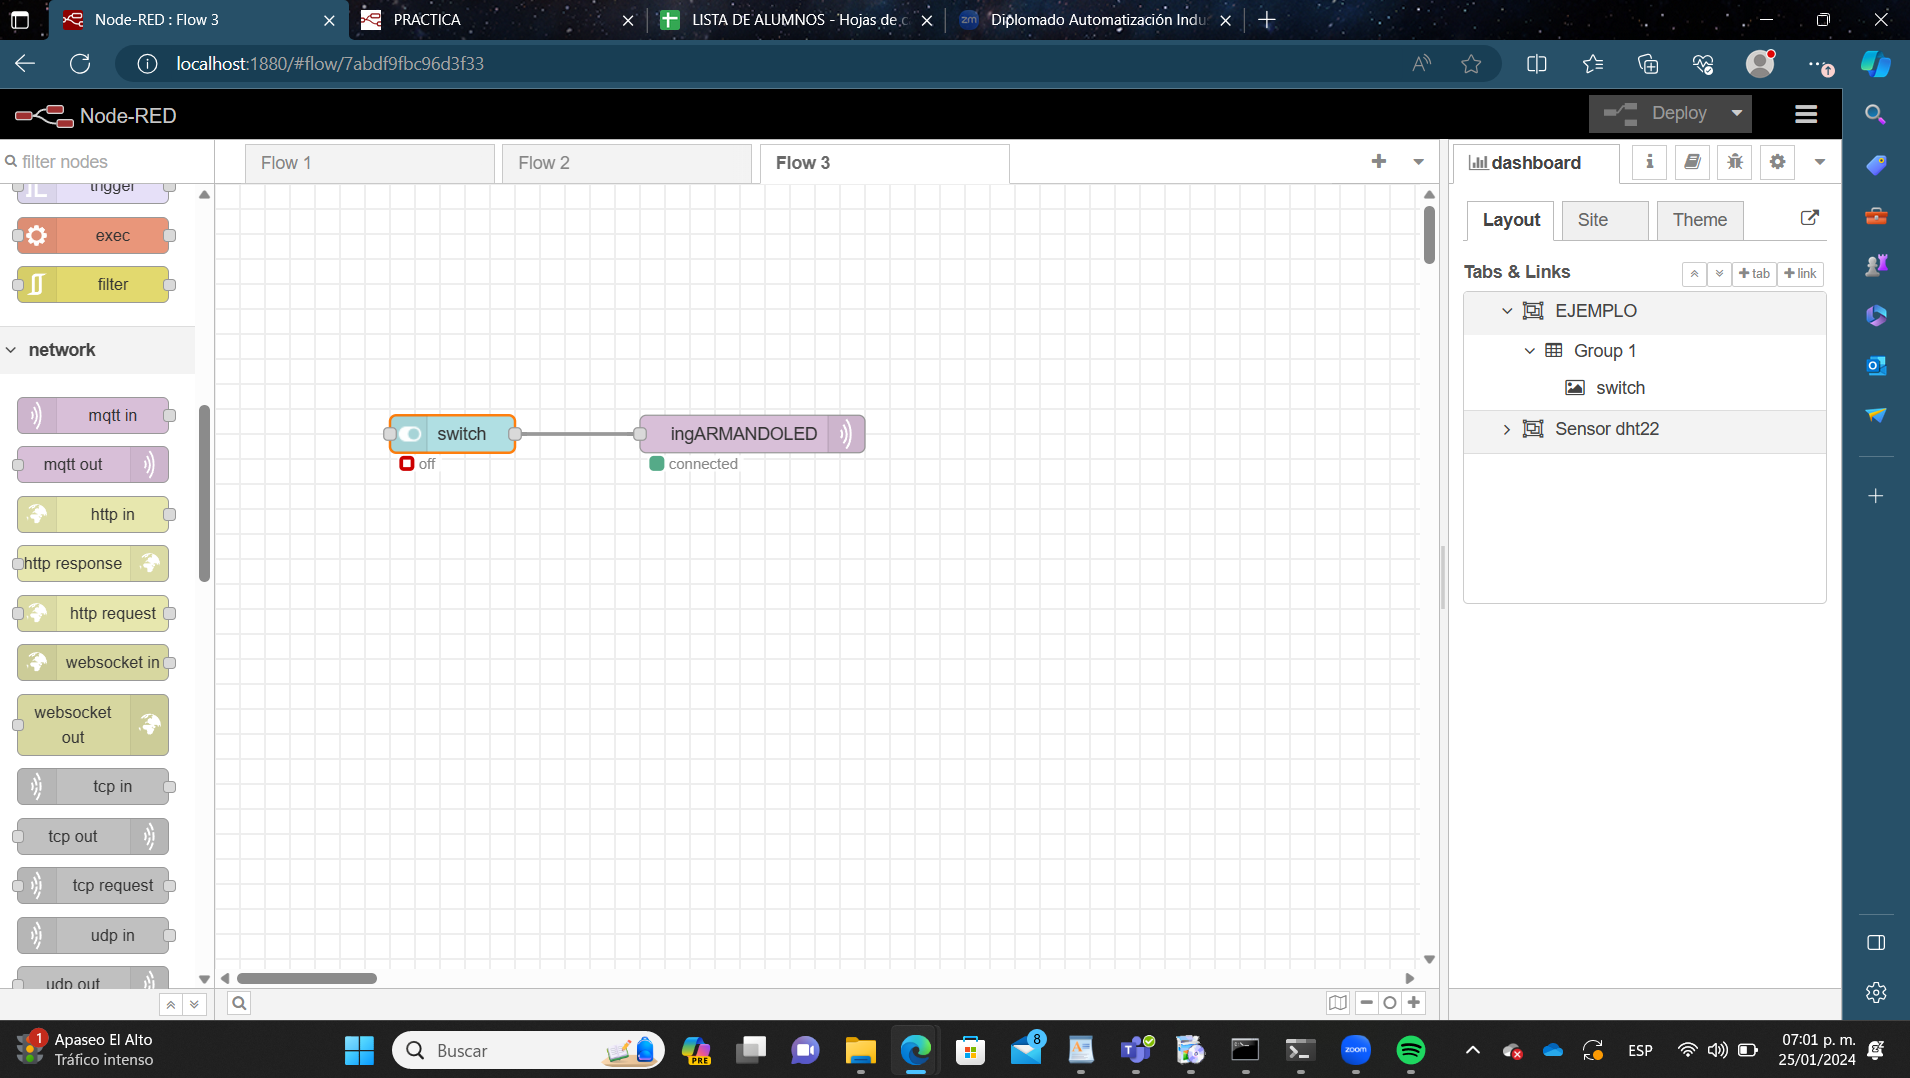 Node-RED : Flow 3
PRACTICA
LISTA DE ALUMNOS - Hojas de c
Diplomado Automatización Indu
localhost:1880/#flow/7abdf9fbc96d3f33
Node-RED
Deploy
filter nodes
Flow 1
Flow 2
Flow 3
dashboard
trigger
exec
filter
network
mqtt in
mqtt out
http in
http response
http request
websocket in
websocket
out
tcp in
tcp out
tcp request
udp in
udp out
switch
off
ingARMANDOLED
connected
Layout
Site
Theme
Tabs & Links
tab
link
EJEMPLO
Group 1
switch
Sensor dht22
1
Apaseo El Alto
Tráfico intenso
Buscar
PRE
8
zoom
ESP
07:01 p. m.
25/01/2024